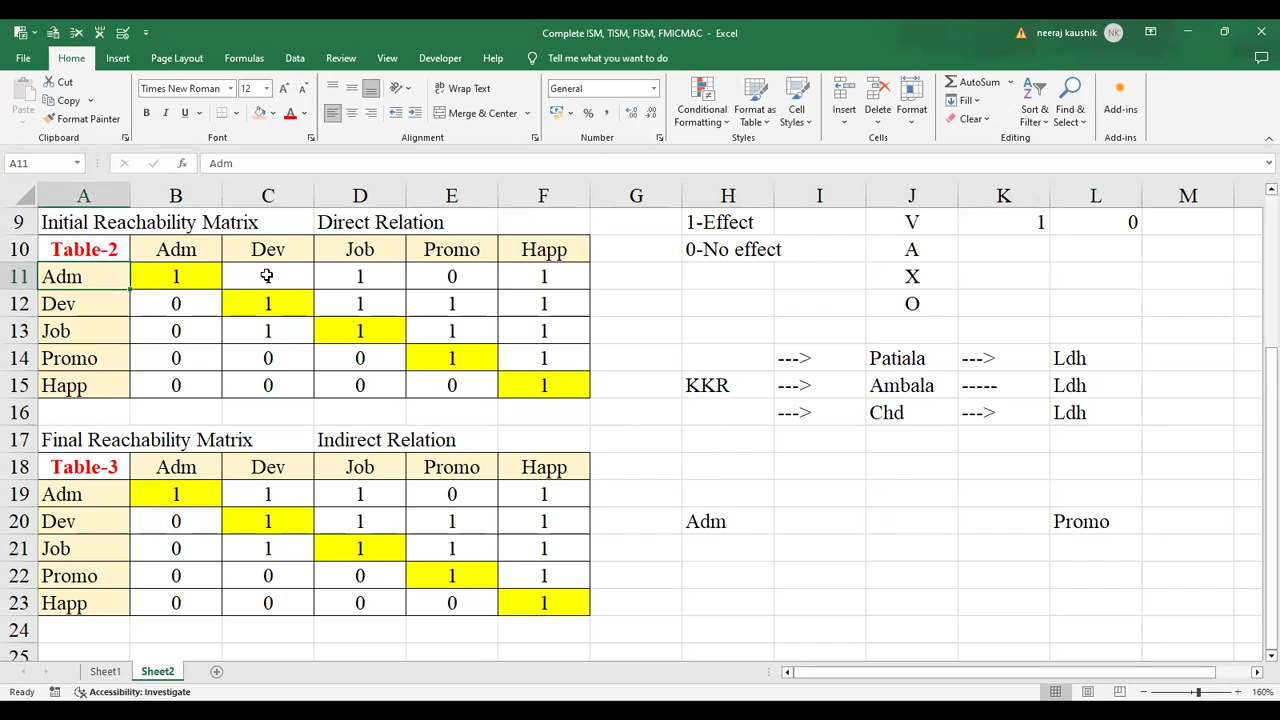 Complete ISM, TISM, FISM, FMICMAC - Excel
neeraj kaushik NK
File Home Insert Page Layout Formulas Data Review View Developer Help Tell me what you want to do
Cut
Copy
Format Painter
Paste
Clipboard
Times New Roman 12
B I U
Font
Wrap Text
Merge & Center
Alignment
General
Number
Conditional Formatting
Format as Table
Cell Styles
Styles
Insert Delete Format
Cells
AutoSum
Fill
Clear
Sort & Filter
Find & Select
Editing
Add-ins
Add-ins
A11 fx Adm
A B C D E F G H I J K L M
9 Initial Reachability Matrix Direct Relation 1-Effect V 1 0
10 Table-2 Adm Dev Job Promo Happ 0-No effect A
11 Adm 1 1 0 1 X
12 Dev 0 1 1 1 1 O
13 Job 0 1 1 1 1
14 Promo 0 0 0 1 1 ---> Patiala ---> Ldh
15 Happ 0 0 0 0 1 KKR ---> Ambala ----- Ldh
16 ---> Chd ---> Ldh
17 Final Reachability Matrix Indirect Relation
18 Table-3 Adm Dev Job Promo Happ
19 Adm 1 1 1 0 1
20 Dev 0 1 1 1 1 Adm Promo
21 Job 0 1 1 1 1
22 Promo 0 0 0 1 1
23 Happ 0 0 0 0 1
24
25
Sheet1 Sheet2
Ready Accessibility: Investigate 160%